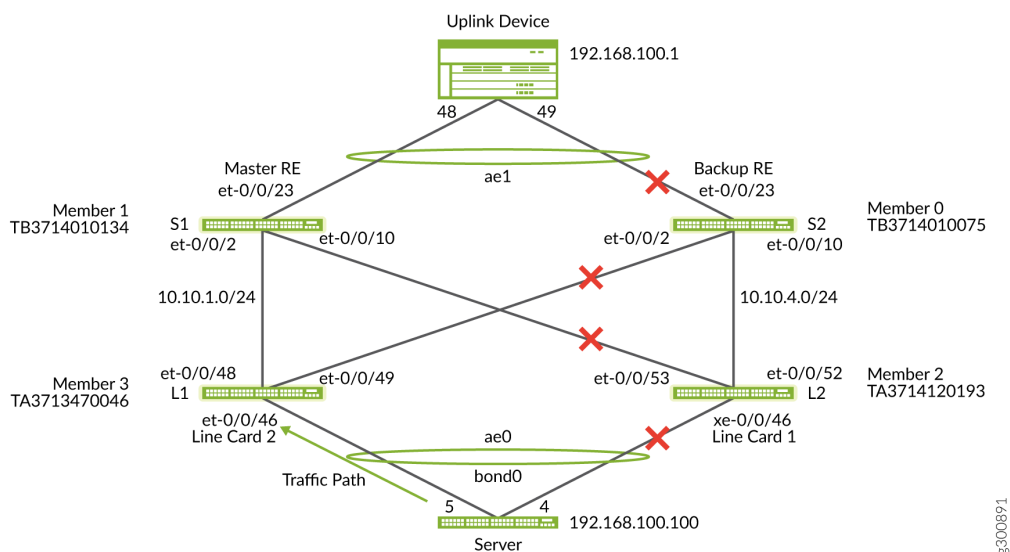 Uplink Device
192.168.100.1
48
49
Master RE
et-0/0/23
ae1
Backup RE
et-0/0/23
Member 1
TB3714010134
S1
et-0/0/2
et-0/0/10
et-0/0/2
S2
et-0/0/10
Member 0
TB3714010075
10.10.1.0/24
10.10.4.0/24
Member 3
TA3713470046
et-0/0/48
L1
et-0/0/49
et-0/0/53
et-0/0/52
L2
Member 2
TA3714120193
et-0/0/46
Line Card 2
ae0
xe-0/0/46
Line Card 1
bond0
Traffic Path
5
4
192.168.100.100
Server
g300891